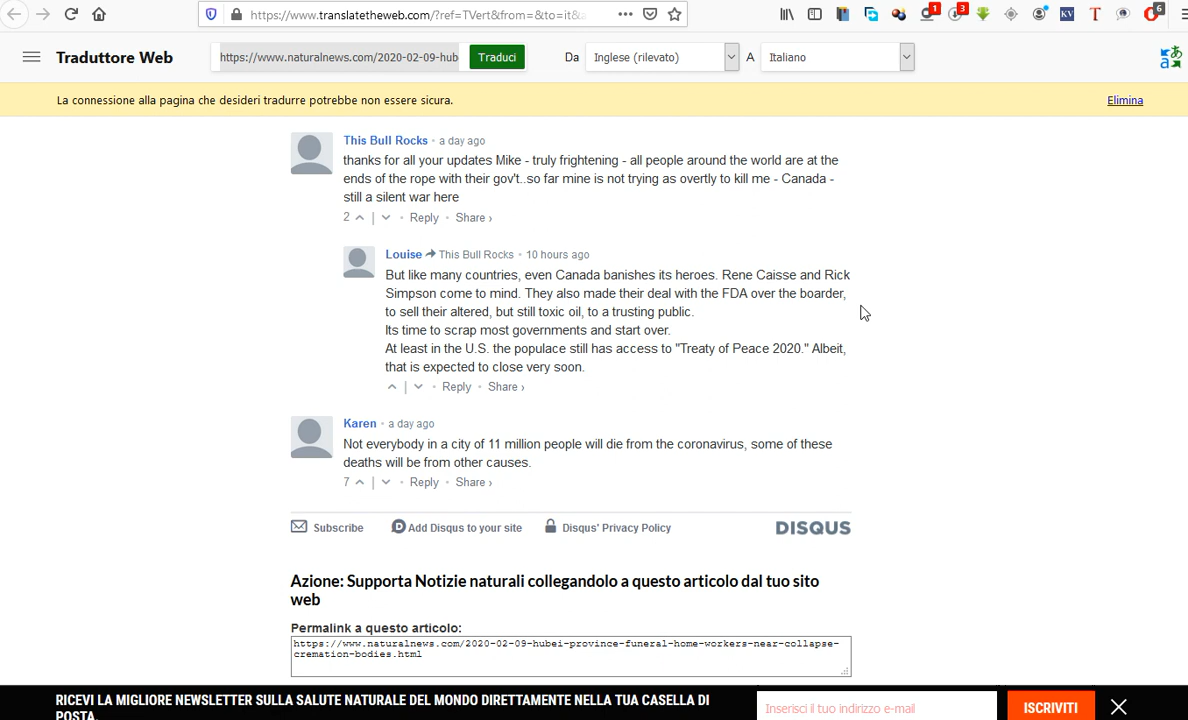 https://www.translatetheweb.com/?ref=TVert&from=&to=it&a
1
3
KV
T
6
Traduttore Web
https://www.naturalnews.com/2020-02-09-hub
Traduci
Da
Inglese (rilevato)
A
Italiano
La connessione alla pagina che desideri tradurre potrebbe non essere sicura.
Elimina
This Bull Rocks • a day ago
thanks for all your updates Mike - truly frightening - all people around the world are at the
ends of the rope with their gov't..so far mine is not trying as overtly to kill me - Canada -
still a silent war here
2 | • Reply • Share ›
Louise This Bull Rocks • 10 hours ago
But like many countries, even Canada banishes its heroes. Rene Caisse and Rick
Simpson come to mind. They also made their deal with the FDA over the boarder,
to sell their altered, but still toxic oil, to a trusting public.
Its time to scrap most governments and start over.
At least in the U.S. the populace still has access to "Treaty of Peace 2020." Albeit,
that is expected to close very soon.
| • Reply • Share ›
Karen • a day ago
Not everybody in a city of 11 million people will die from the coronavirus, some of these
deaths will be from other causes.
7 | • Reply • Share ›
Subscribe
Add Disqus to your site
Disqus' Privacy Policy
DISQUS
Azione: Supporta Notizie naturali collegandolo a questo articolo dal tuo sito
web
Permalink a questo articolo:
https://www.naturalnews.com/2020-02-09-hubei-province-funeral-home-workers-near-collapse-
cremation-bodies.html
RICEVI LA MIGLIORE NEWSLETTER SULLA SALUTE NATURALE DEL MONDO DIRETTAMENTE NELLA TUA CASELLA DI
POSTA.
Inserisci il tuo indirizzo e-mail
ISCRIVITI